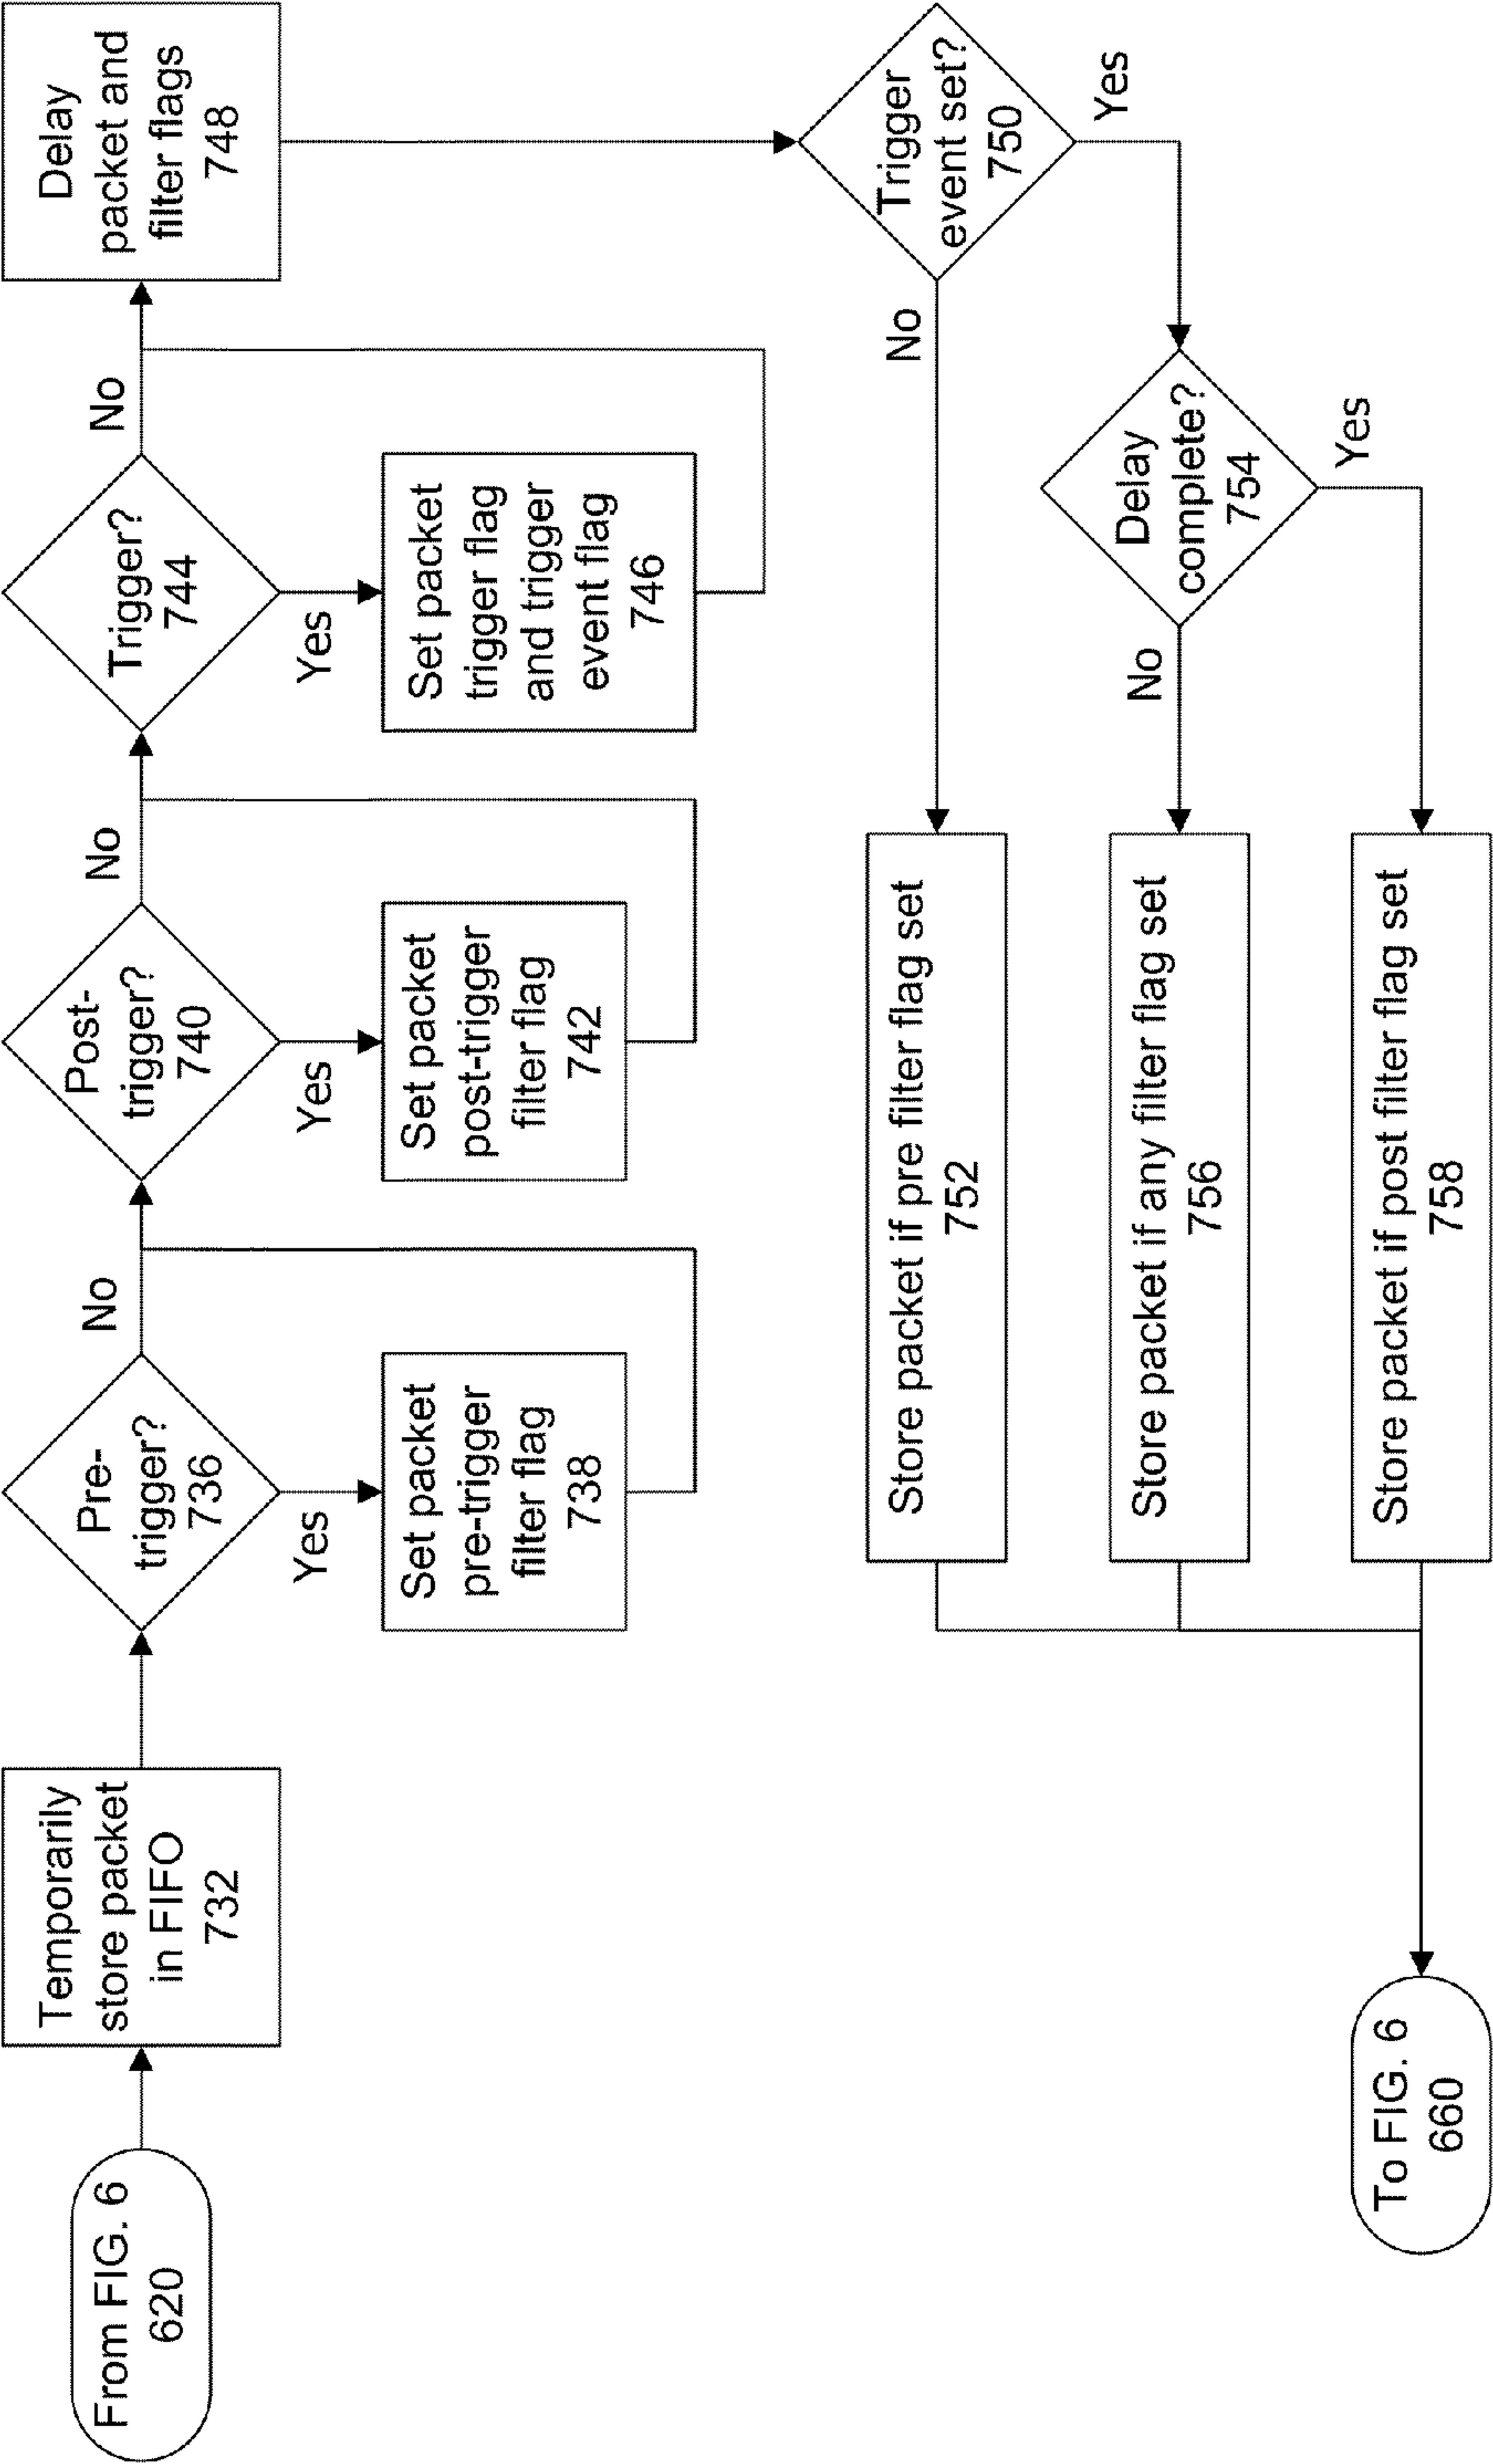 From FIG. 6
620
Temporarily
store packet
in FIFO
732
Pre-
trigger?
736
No
Yes
Set packet
pre-trigger
filter flag
738
Post-
trigger?
740
No
Yes
Set packet
post-trigger
filter flag
742
Trigger?
744
No
Yes
Set packet
trigger flag
and trigger
event flag
746
Delay
packet and
filter flags
748
Trigger
event set?
750
No
Yes
Store packet if pre filter flag set
752
Delay
complete?
754
No
Yes
Store packet if any filter flag set
756
Store packet if post filter flag set
758
To FIG. 6
660